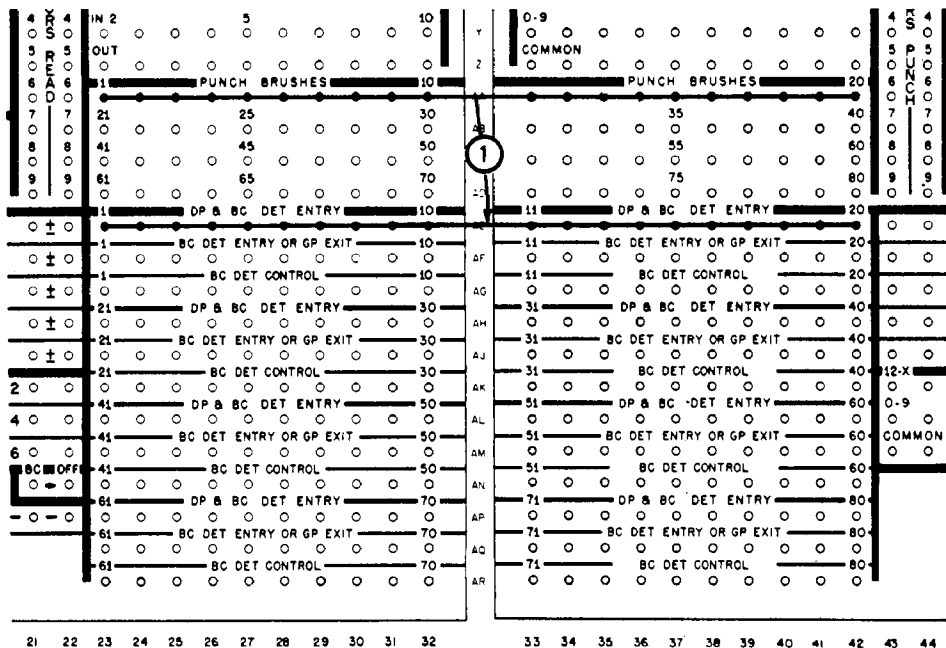 4 4 IN 2 5 10 Y 0-9 4 4
5 5 OUT Z COMMON 5 5
6 6 1 PUNCH BRUSHES 10 PUNCH BRUSHES 20 6 6
7 7 21 25 30 35 40 7 7
READ PUNCH
8 8 41 45 50 AB 55 60 8 8
1
9 9 61 65 70 75 80 9 9
1 DP & BC DET ENTRY 10 11 DP & BC DET ENTRY 20
±
1 BC DET ENTRY OR GP EXIT 10 11 BC DET ENTRY OR GP EXIT 20
± AF
1 BC DET CONTROL 10 11 BC DET CONTROL 20
± AG
21 DP & BC DET ENTRY 30 31 DP & BC DET ENTRY 40
± AH
21 BC DET ENTRY OR GP EXIT 30 31 BC DET ENTRY OR GP EXIT 40
± AJ
21 BC DET CONTROL 30 31 BC DET CONTROL 40 12-X
2 AK
41 DP & BC DET ENTRY 50 51 DP & BC DET ENTRY 60 0-9
4 AL
41 BC DET ENTRY OR GP EXIT 50 51 BC DET ENTRY OR GP EXIT 60 COMMON
6 AM
BC OFF 41 BC DET CONTROL 50 51 BC DET CONTROL 60
AN
61 DP & BC DET ENTRY 70 71 DP & BC DET ENTRY 80
AP
61 BC DET ENTRY OR GP EXIT 70 71 BC DET ENTRY OR GP EXIT 80
AQ
61 BC DET CONTROL 70 71 BC DET CONTROL 80
AR
21 22 23 24 25 26 27 28 29 30 31 32 33 34 35 36 37 38 39 40 41 42 43 44